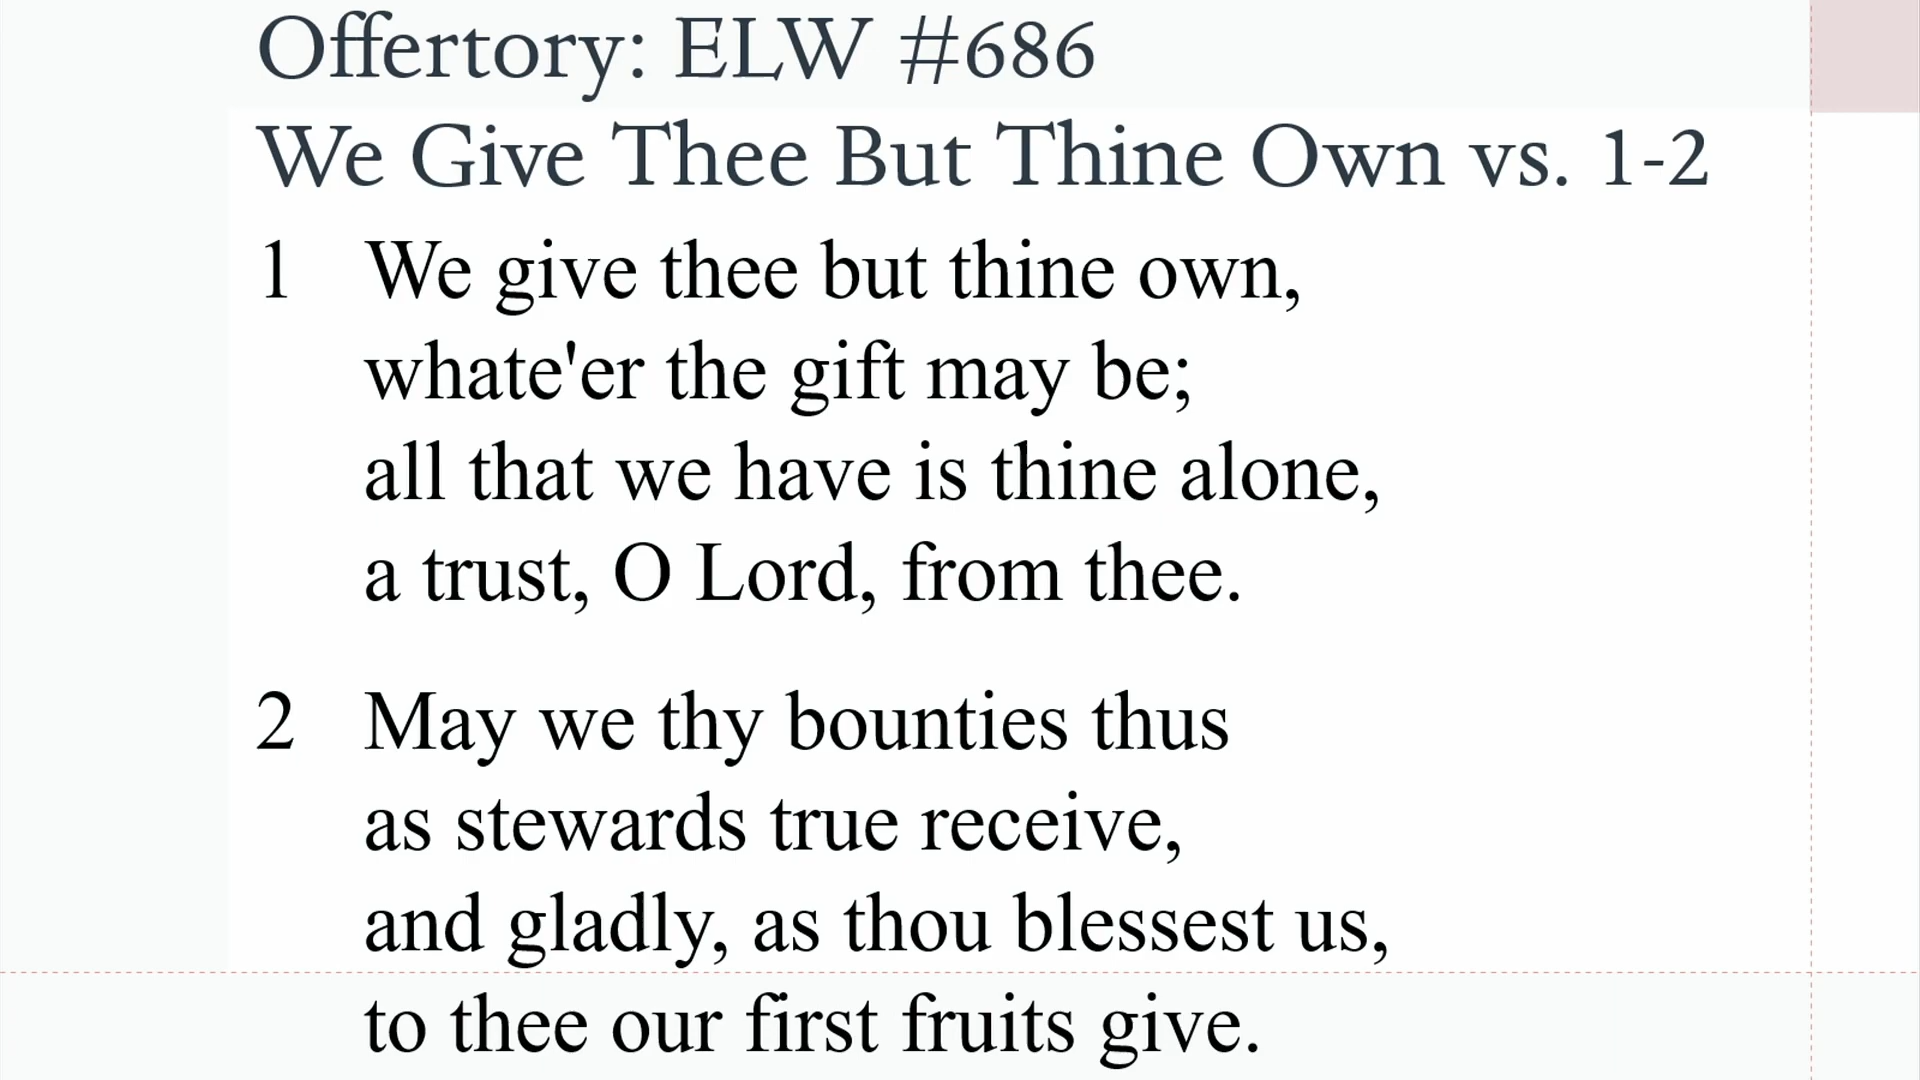 Offertory: ELW #686
We Give Thee But Thine Own vs. 1-2
1 We give thee but thine own,
whate'er the gift may be;
all that we have is thine alone,
a trust, O Lord, from thee.
2 May we thy bounties thus
as stewards true receive,
and gladly, as thou blessest us,
to thee our first fruits give.